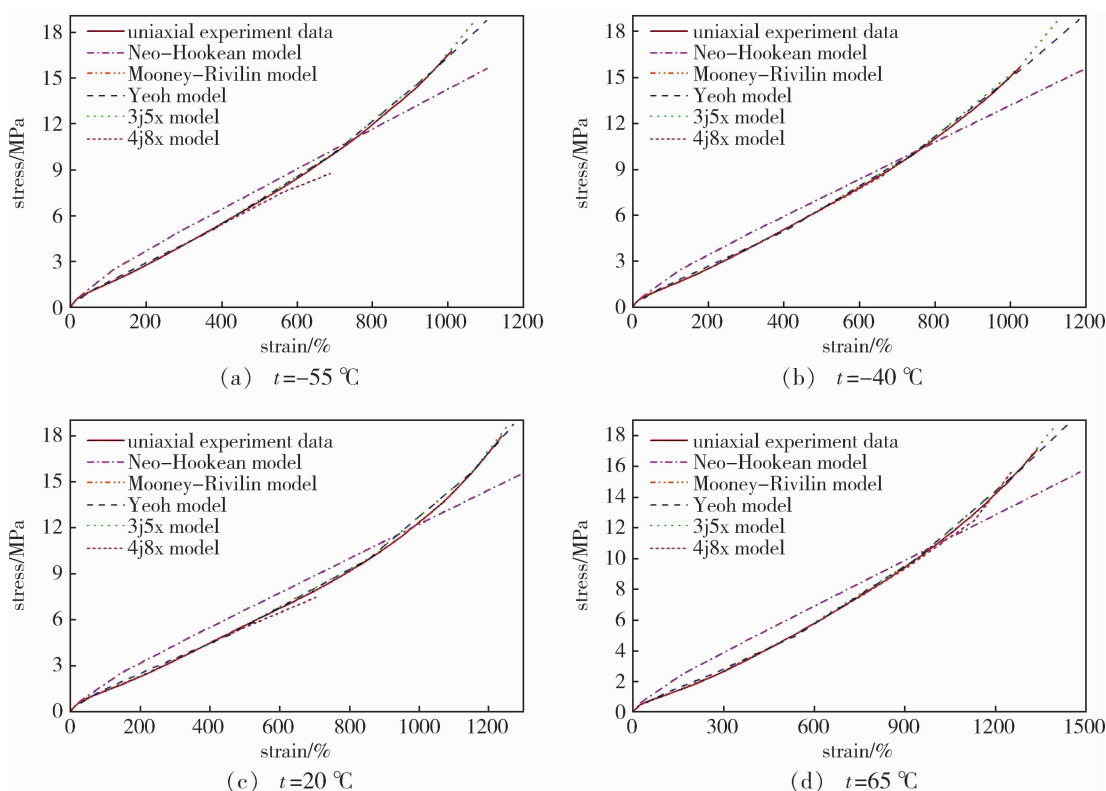 18
15
12
9
6
3
0
stress/MPa
uniaxial experiment data
Neo-Hookean model
Mooney-Rivilin model
Yeoh model
3j5x model
4j8x model
0 200 400 600 800 1000 1200
strain/%
(a) t=-55 ℃
18
15
12
9
6
3
0
stress/MPa
uniaxial experiment data
Neo-Hookean model
Mooney-Rivilin model
Yeoh model
3j5x model
4j8x model
0 200 400 600 800 1000 1200
strain/%
(b) t=-40 ℃
18
15
12
9
6
3
0
stress/MPa
uniaxial experiment data
Neo-Hookean model
Mooney-Rivilin model
Yeoh model
3j5x model
4j8x model
0 200 400 600 800 1000 1200
strain/%
(c) t=20 ℃
18
16
14
12
10
8
6
4
2
0
stress/MPa
uniaxial experiment data
Neo-Hookean model
Mooney-Rivilin model
Yeoh model
3j5x model
4j8x model
0 300 600 900 1200 1500
strain/%
(d) t=65 ℃